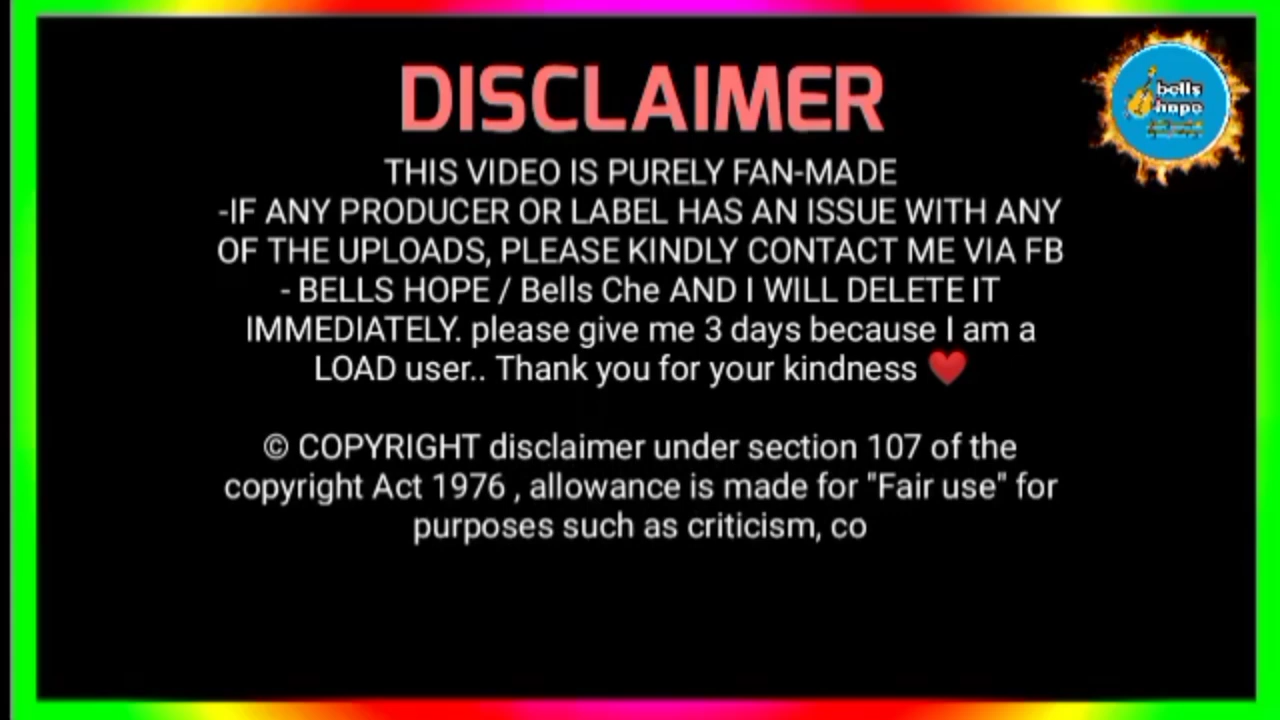 DISCLAIMER
bells
hope
THIS VIDEO IS PURELY FAN-MADE
-IF ANY PRODUCER OR LABEL HAS AN ISSUE WITH ANY
OF THE UPLOADS, PLEASE KINDLY CONTACT ME VIA FB
- BELLS HOPE / Bells Che AND I WILL DELETE IT
IMMEDIATELY. please give me 3 days because I am a
LOAD user.. Thank you for your kindness ❤️
© COPYRIGHT disclaimer under section 107 of the
copyright Act 1976 , allowance is made for "Fair use" for
purposes such as criticism, co